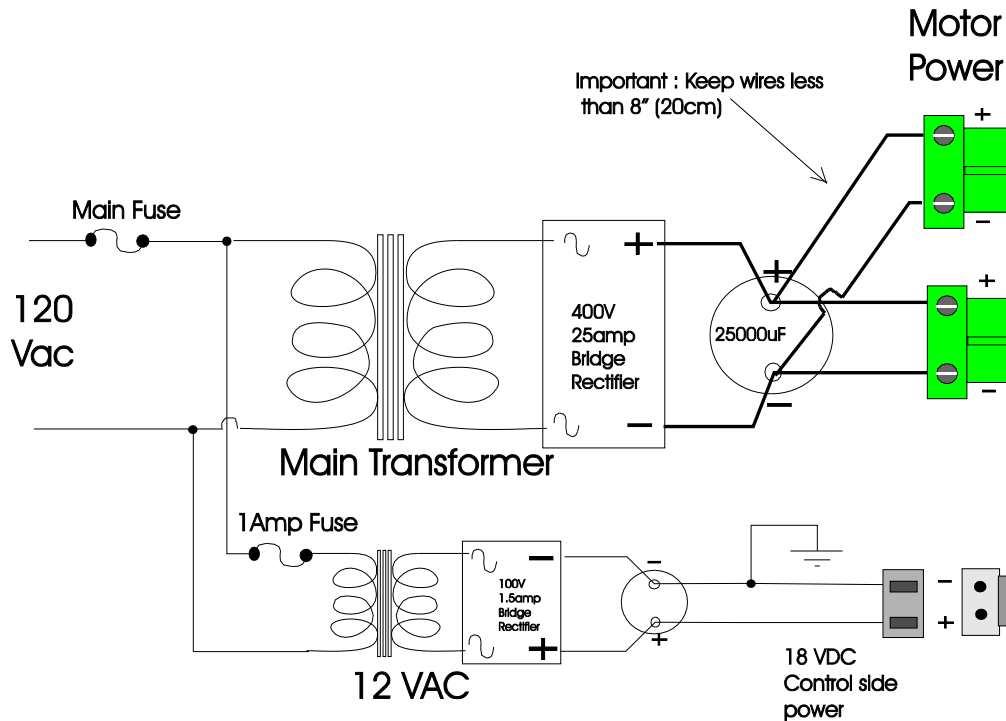 Motor
Power
Important : Keep wires less
than 8" (20cm)
+
-
Main Fuse
120
Vac
400V
25amp
Bridge
Rectifier
+
-
+
25000uF
-
+
-
Main Transformer
1Amp Fuse
100V
1.5amp
Bridge
Rectifier
-
+
-
+
-
+
12 VAC
18 VDC
Control side
power